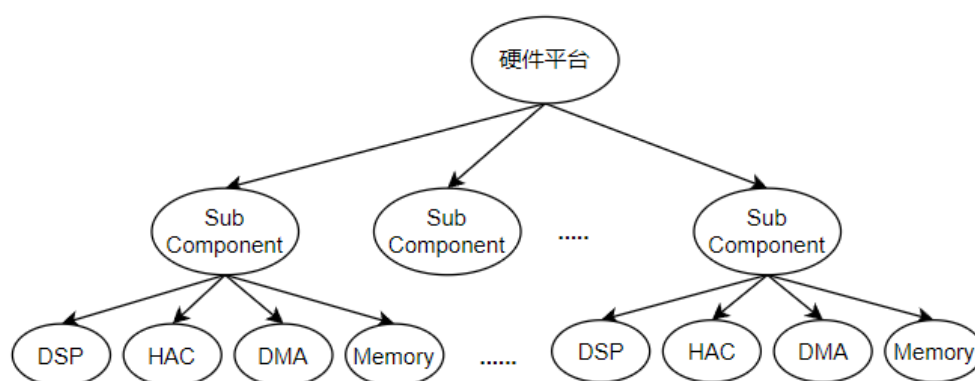 硬件平台
Sub
Component
Sub
Component
.....
Sub
Component
DSP
HAC
DMA
Memory
......
DSP
HAC
DMA
Memory